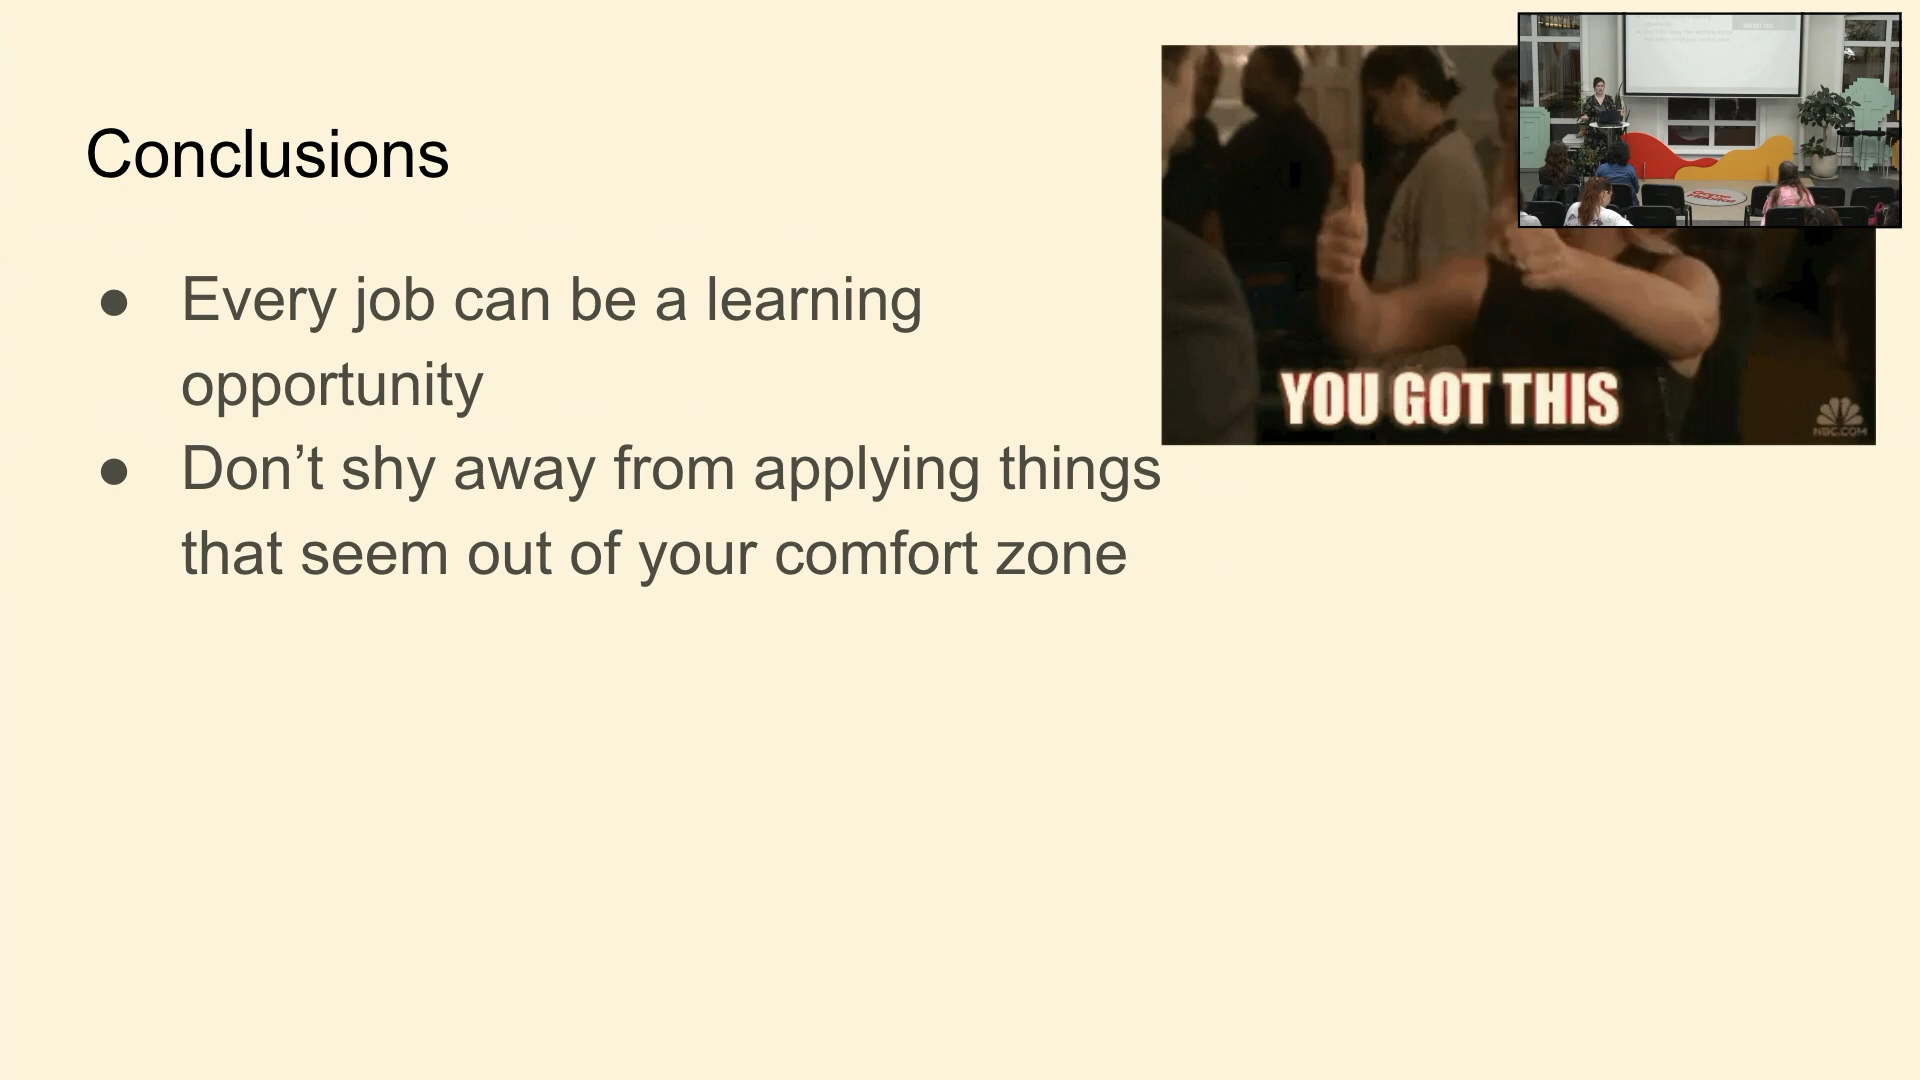 Conclusions
● Every job can be a learning
opportunity
● Don’t shy away from applying things
that seem out of your comfort zone
YOU GOT THIS
NBC.COM